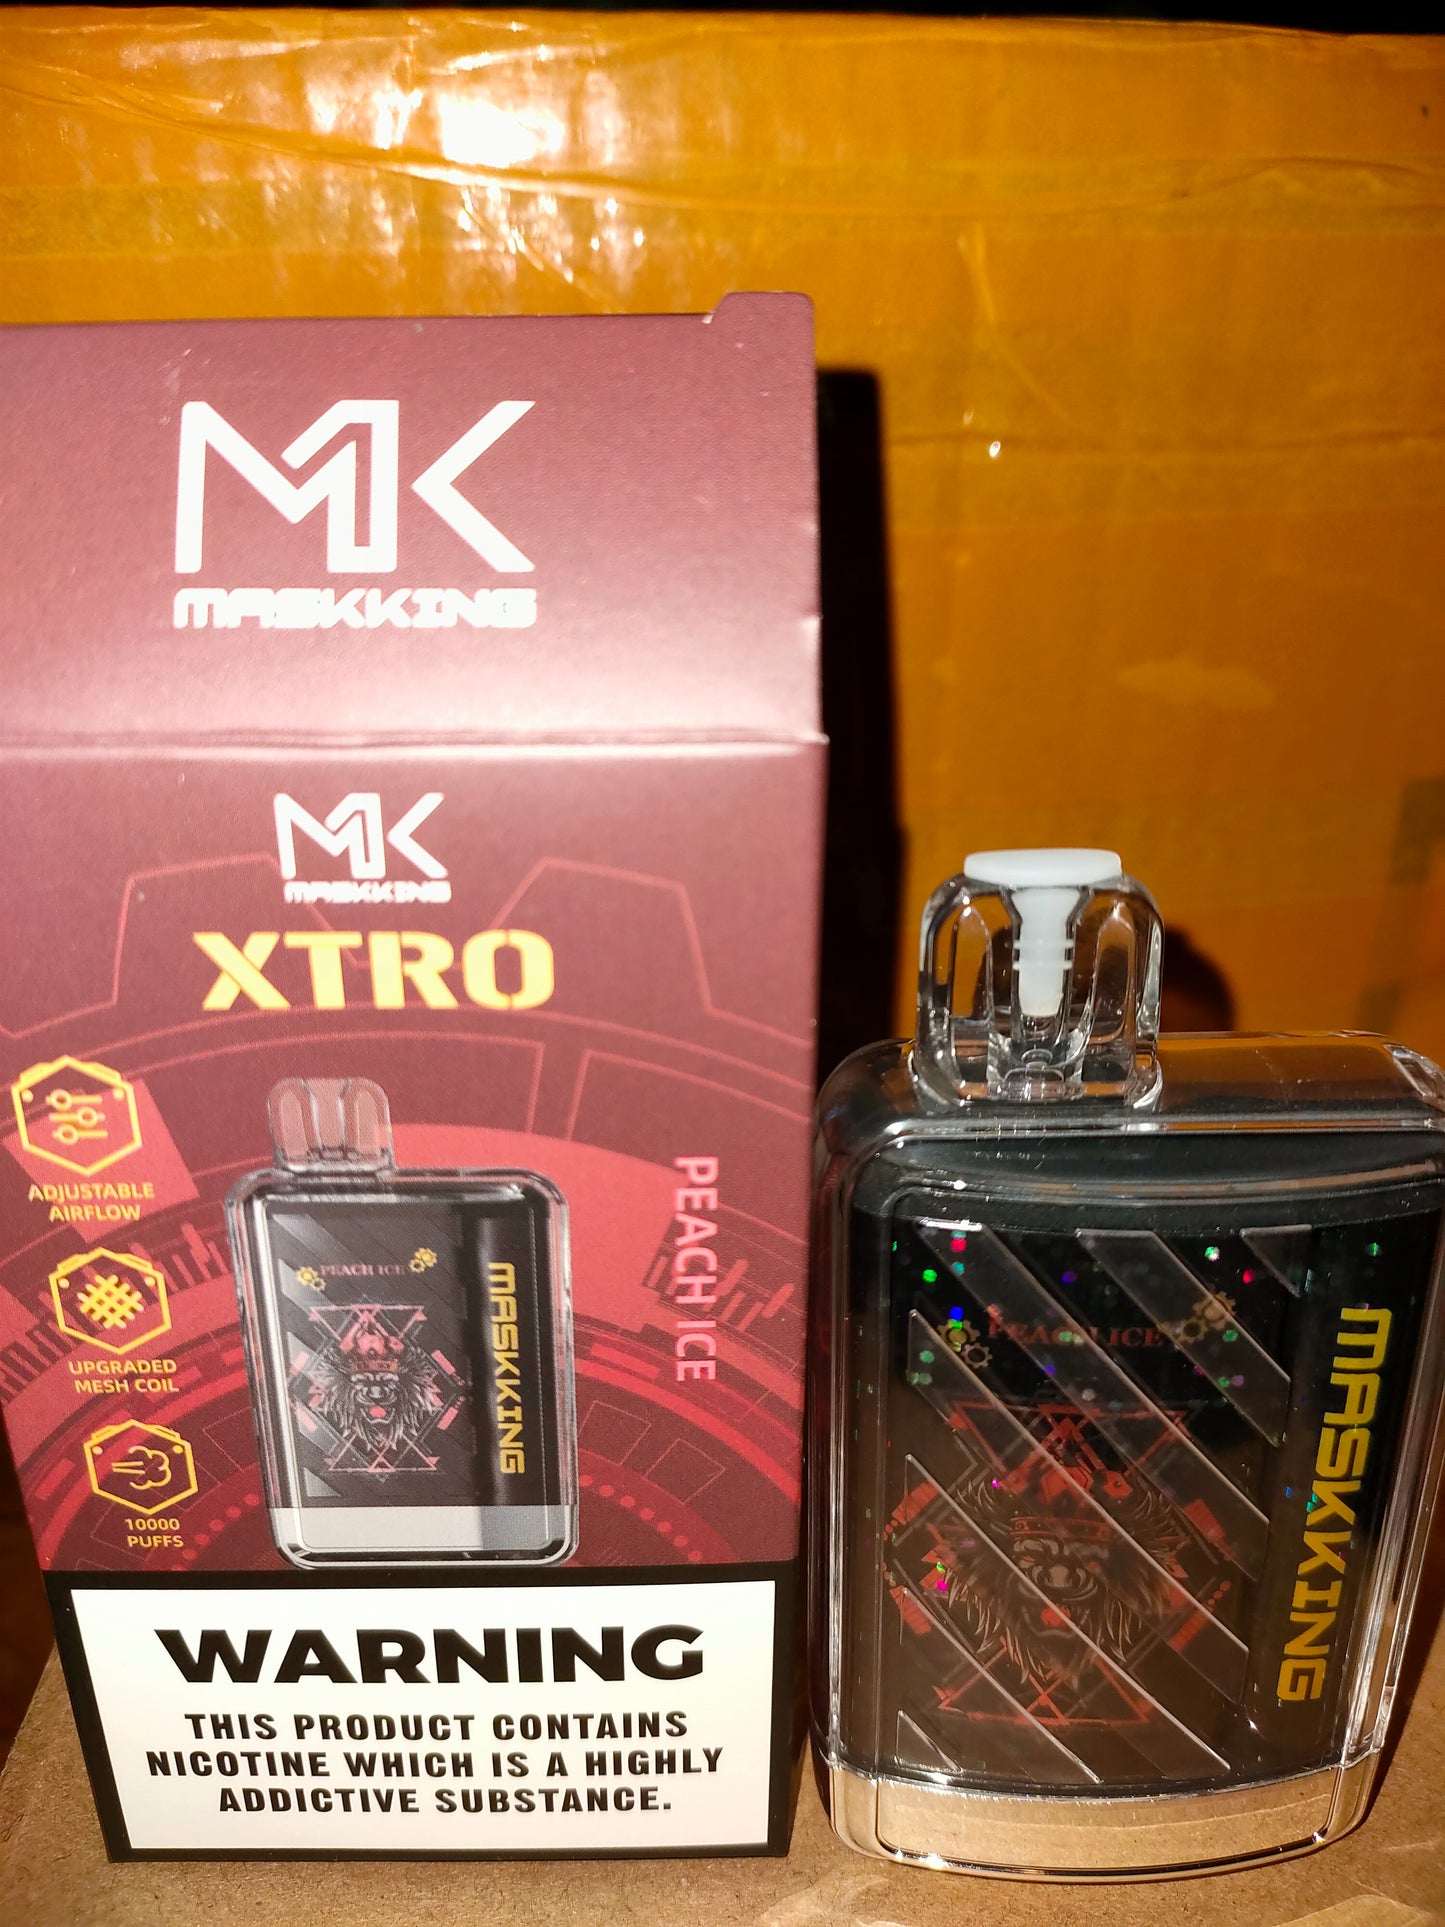 MK
MASKKING
MK
MASKKING
XTRO
ADJUSTABLE
AIRFLOW
UPGRADED
MESH COIL
10000
PUFFS
PEACH ICE
MASKKING
PEACH ICE
WARNING
THIS PRODUCT CONTAINS
NICOTINE WHICH IS A HIGHLY
ADDICTIVE SUBSTANCE.
PEACH ICE
MASKKING